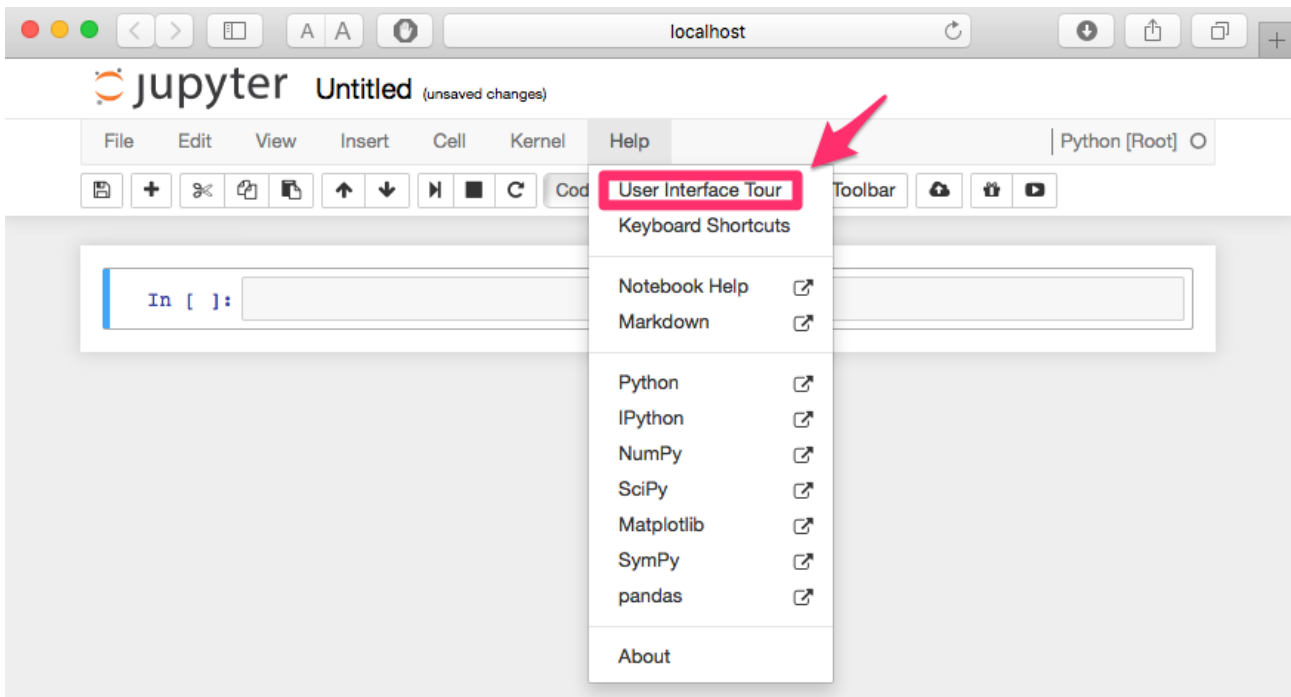 A A localhost
jupyter Untitled (unsaved changes)
File Edit View Insert Cell Kernel Help Python [Root]
Cod User Interface Tour Toolbar
Keyboard Shortcuts
In [ ]:
Notebook Help
Markdown
Python
IPython
NumPy
SciPy
Matplotlib
SymPy
pandas
About